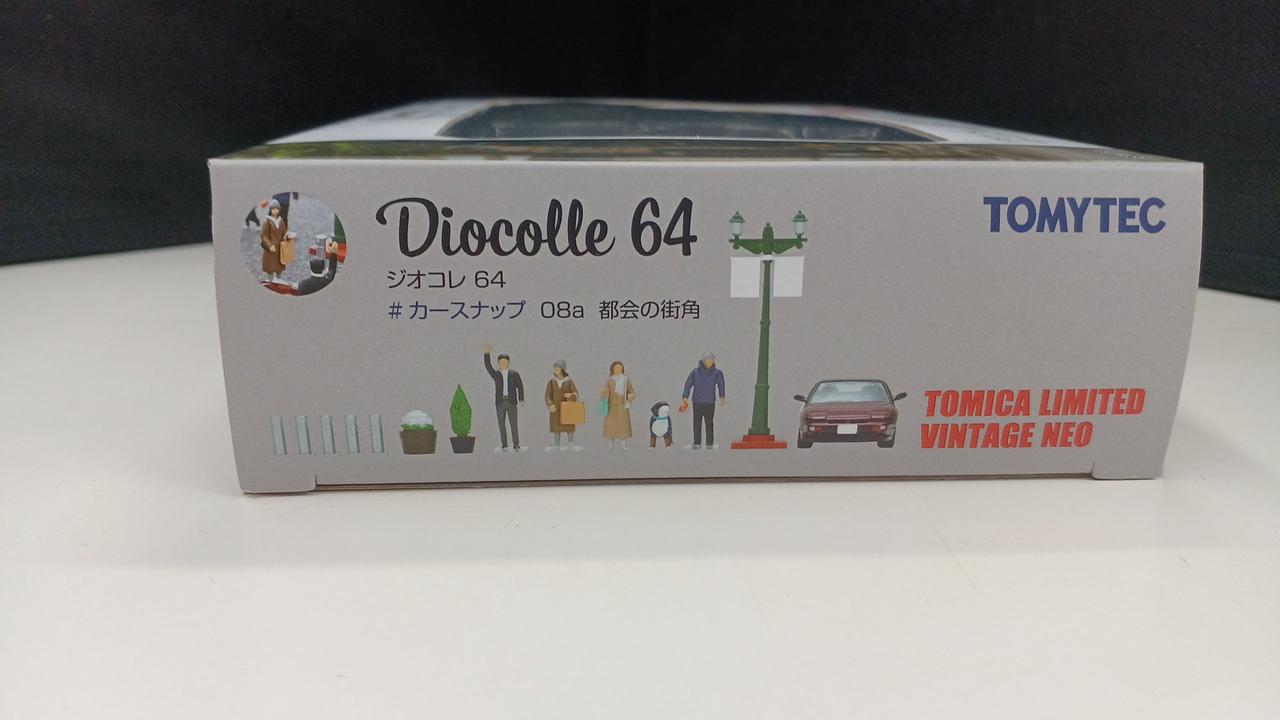 Diocolle 64
TOMYTEC
ジオコレ 64
#カースナップ 08a 都会の街角
TOMICA LIMITED
VINTAGE NEO